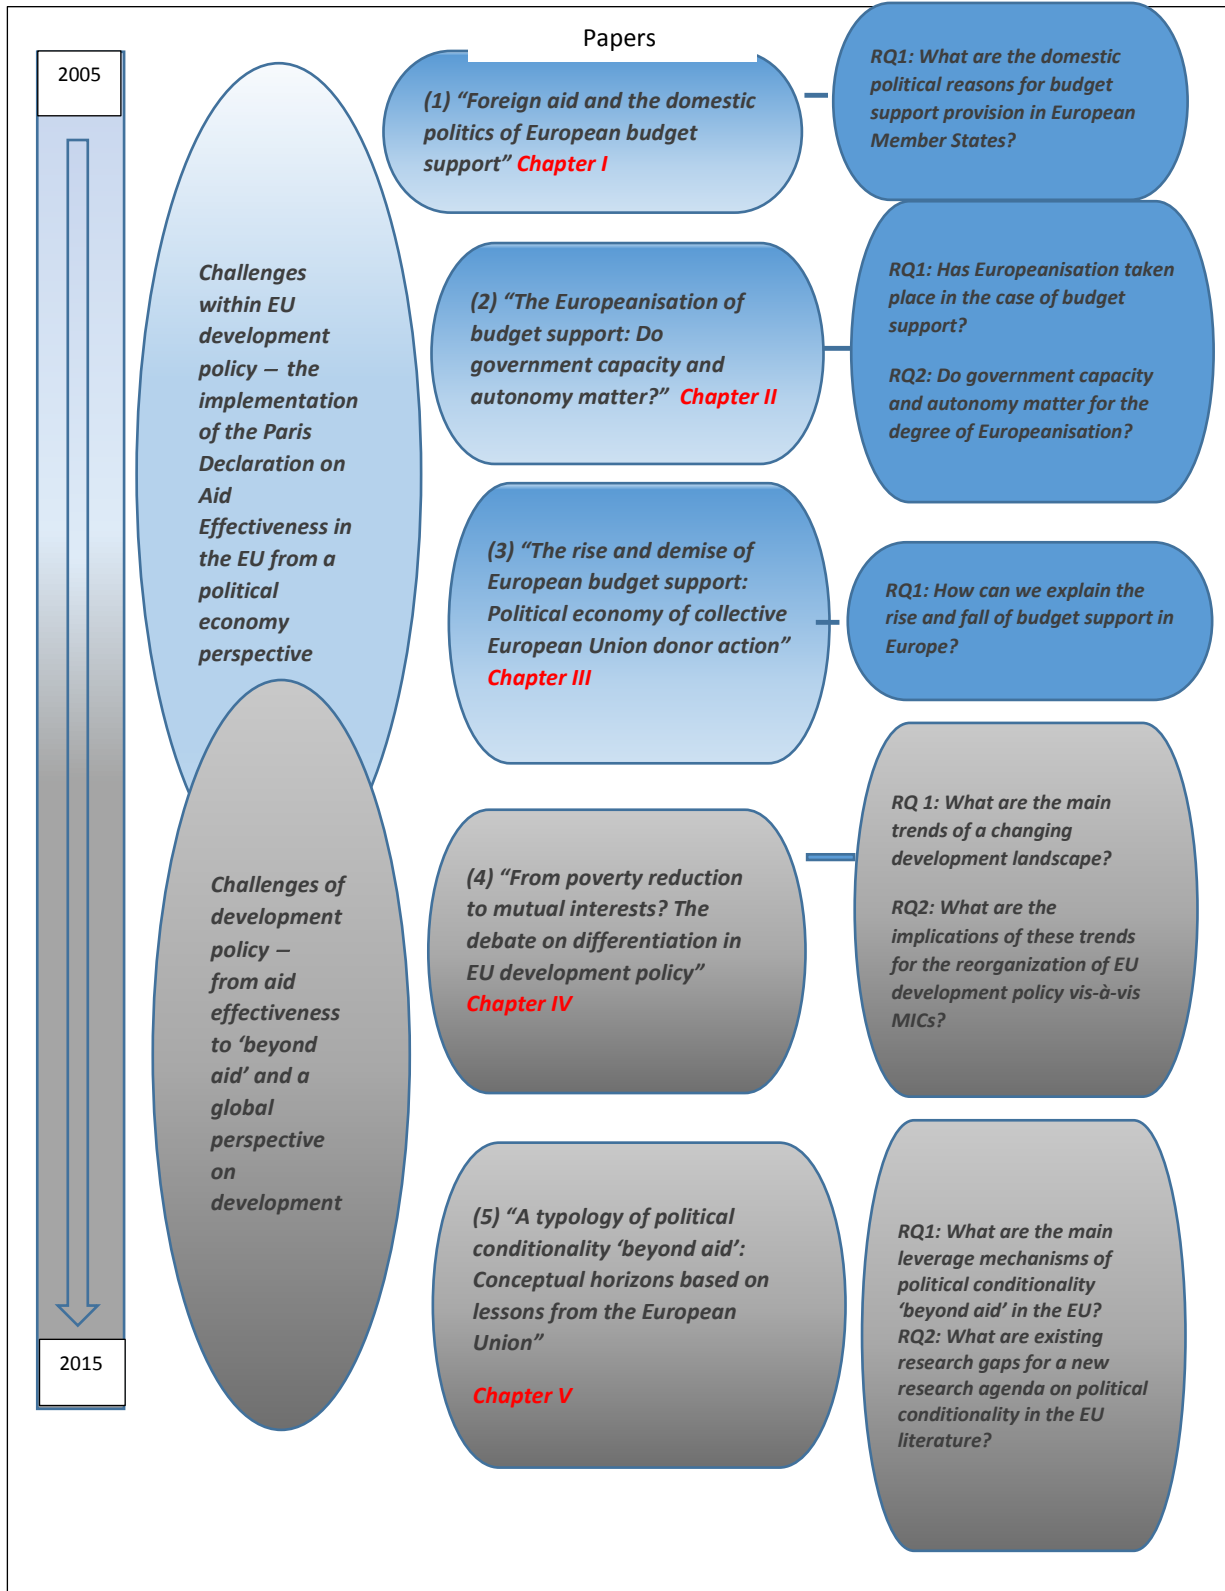 Papers
2005
(1) “Foreign aid and the domestic
politics of European budget
support” Chapter I
RQ1: What are the domestic
political reasons for budget
support provision in European
Member States?
Challenges
within EU
development
policy – the
implementation
of the Paris
Declaration on
Aid
Effectiveness in
the EU from a
political
economy
perspective
(2) “The Europeanisation of
budget support: Do
government capacity and
autonomy matter?” Chapter II
RQ1: Has Europeanisation taken
place in the case of budget
support?
RQ2: Do government capacity
and autonomy matter for the
degree of Europeanisation?
(3) “The rise and demise of
European budget support:
Political economy of collective
European Union donor action”
Chapter III
RQ1: How can we explain the
rise and fall of budget support in
Europe?
Challenges of
development
policy –
from aid
effectiveness
to ‘beyond
aid’ and a
global
perspective
on
development
(4) “From poverty reduction
to mutual interests? The
debate on differentiation in
EU development policy”
Chapter IV
RQ 1: What are the main
trends of a changing
development landscape?
RQ2: What are the
implications of these trends
for the reorganization of EU
development policy vis-à-vis
MICs?
(5) “A typology of political
conditionality ‘beyond aid’:
Conceptual horizons based on
lessons from the European
Union”
Chapter V
RQ1: What are the main
leverage mechanisms of
political conditionality
‘beyond aid’ in the EU?
RQ2: What are existing
research gaps for a new
research agenda on political
conditionality in the EU
literature?
2015